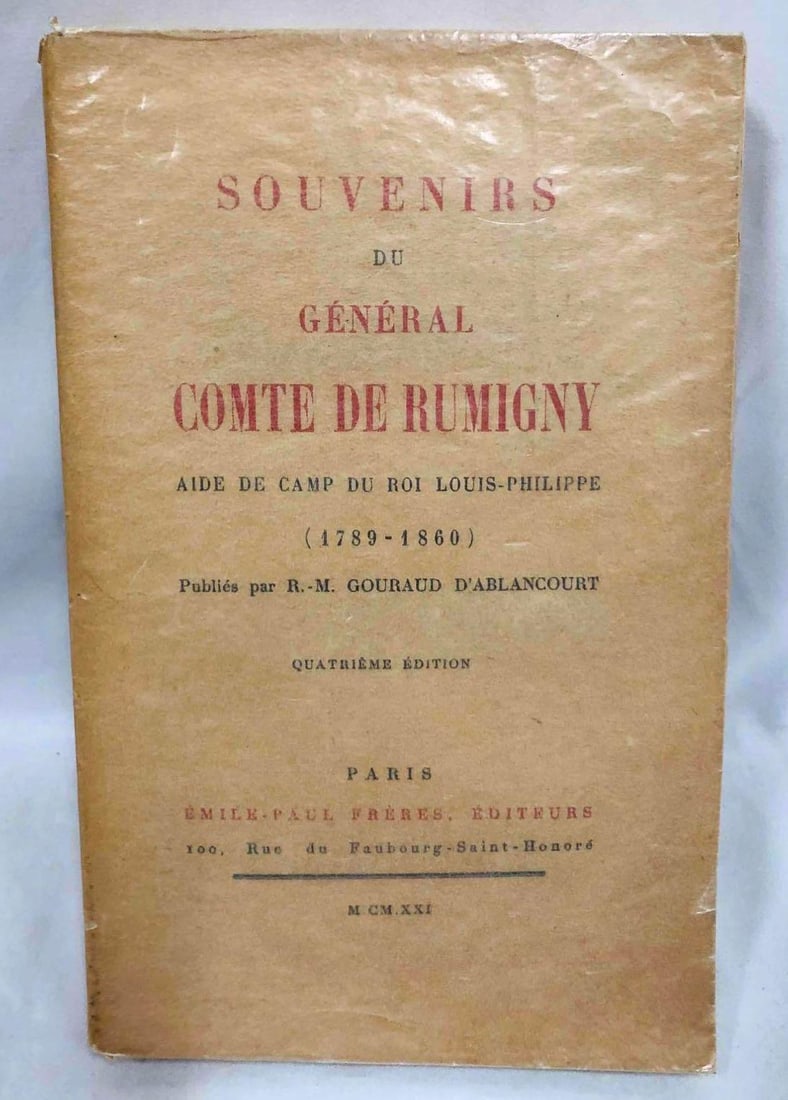 SOUVENIRS
DU
GÉNÉRAL
COMTE DE RUMIGNY
AIDE DE CAMP DU ROI LOUIS-PHILIPPE
(1789-1860)
Publiés par R.-M. GOURAUD D'ABLANCOURT
QUATRIÈME ÉDITION
PARIS
ÉMILE-PAUL FRÈRES, ÉDITEURS
100, Rue du Faubourg-Saint-Honoré
M CM.XXI